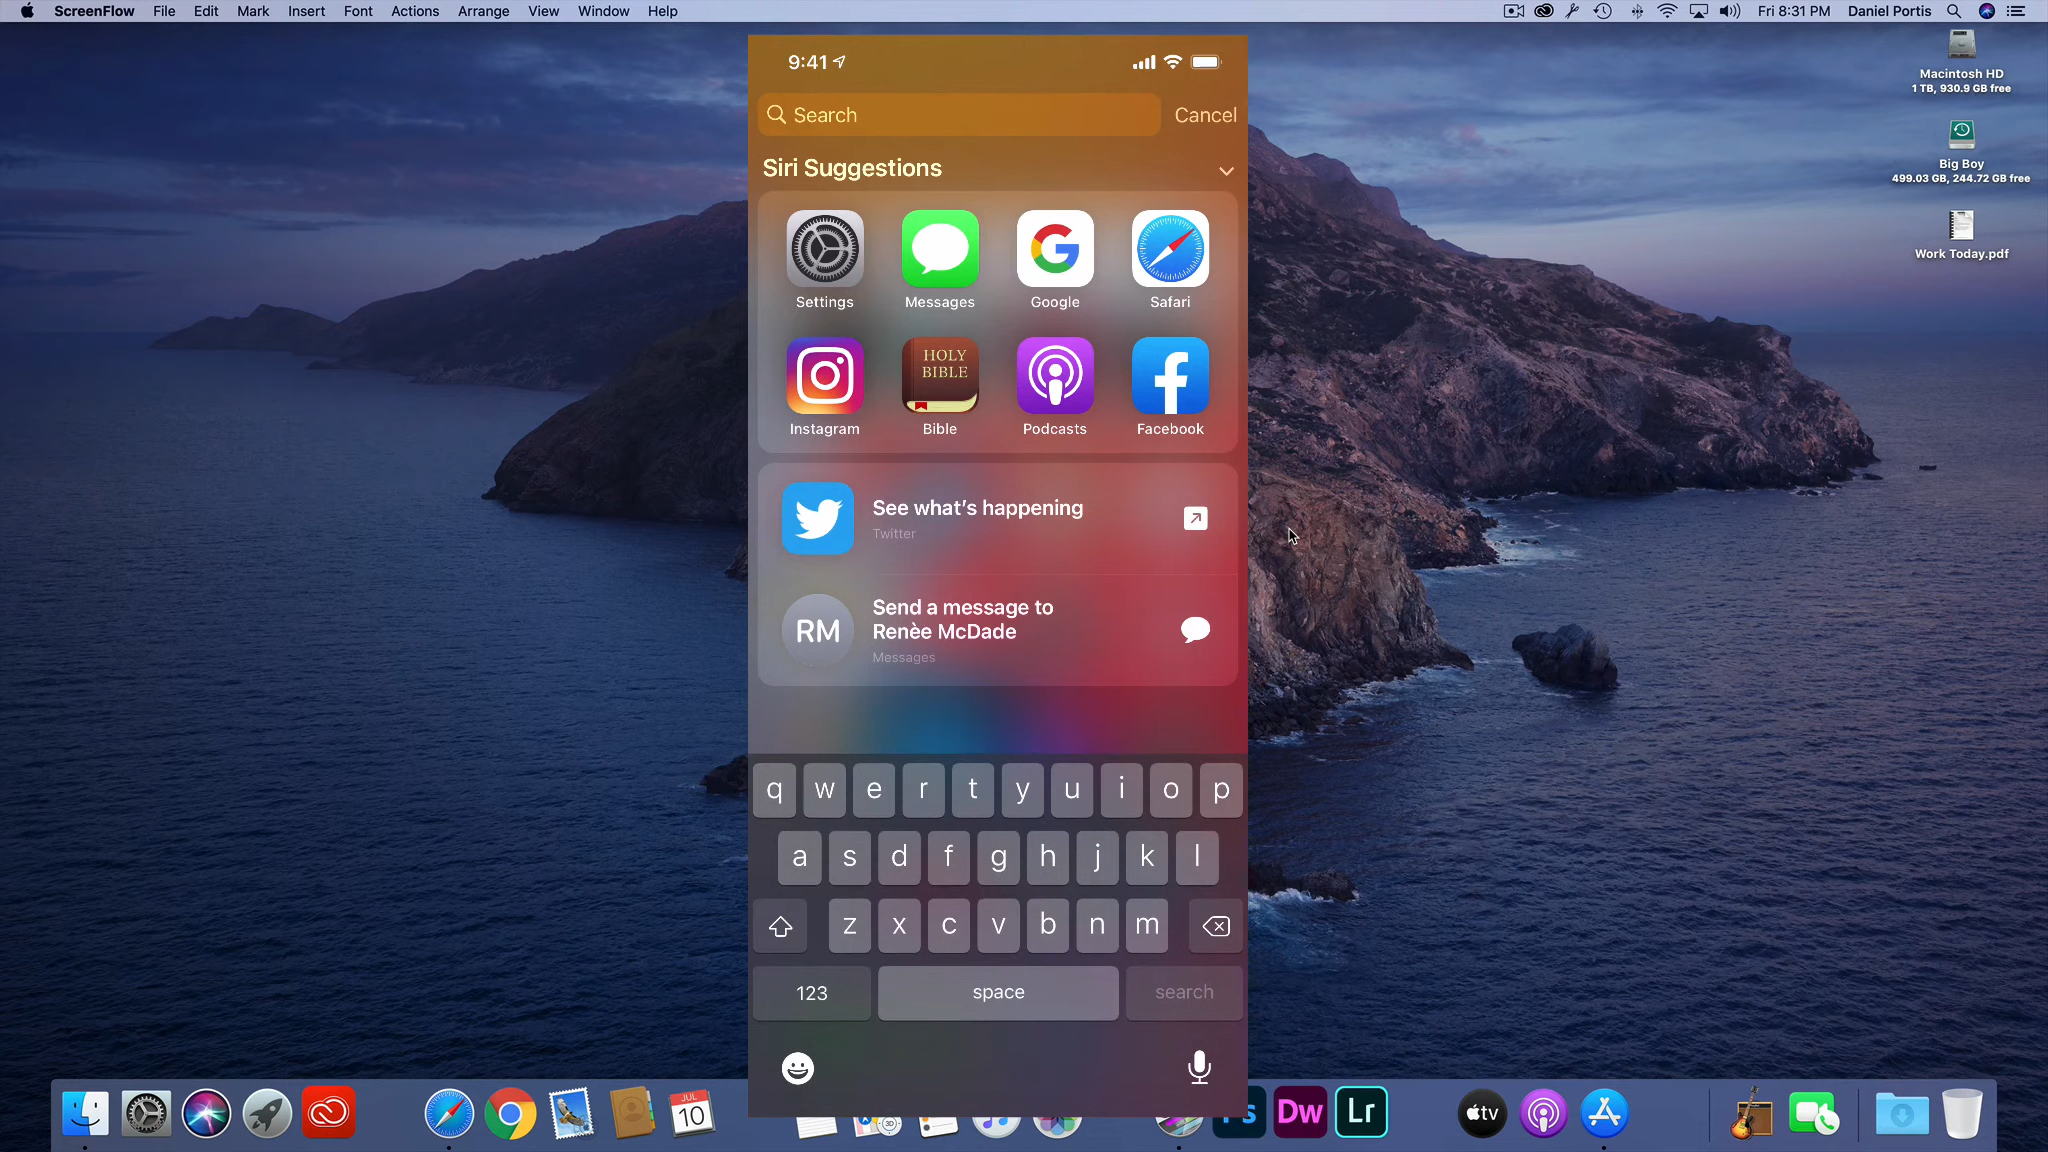 ScreenFlow File Edit Mark Insert Font Actions Arrange View Window Help Fri 8:31 PM Daniel Portis
Macintosh HD
1 TB, 930.9 GB free
Big Boy
499.03 GB, 244.72 GB free
Work Today.pdf
9:41
Search Cancel
Siri Suggestions
Settings Messages Google Safari
HOLY
BIBLE
Instagram Bible Podcasts Facebook
See what's happening
Twitter
RM
Send a message to
Renèe McDade
Messages
q w e r t y u i o p
a s d f g h j k l
z x c v b n m
123 space search
JUL
10
3D
Ps Dw Lr tv